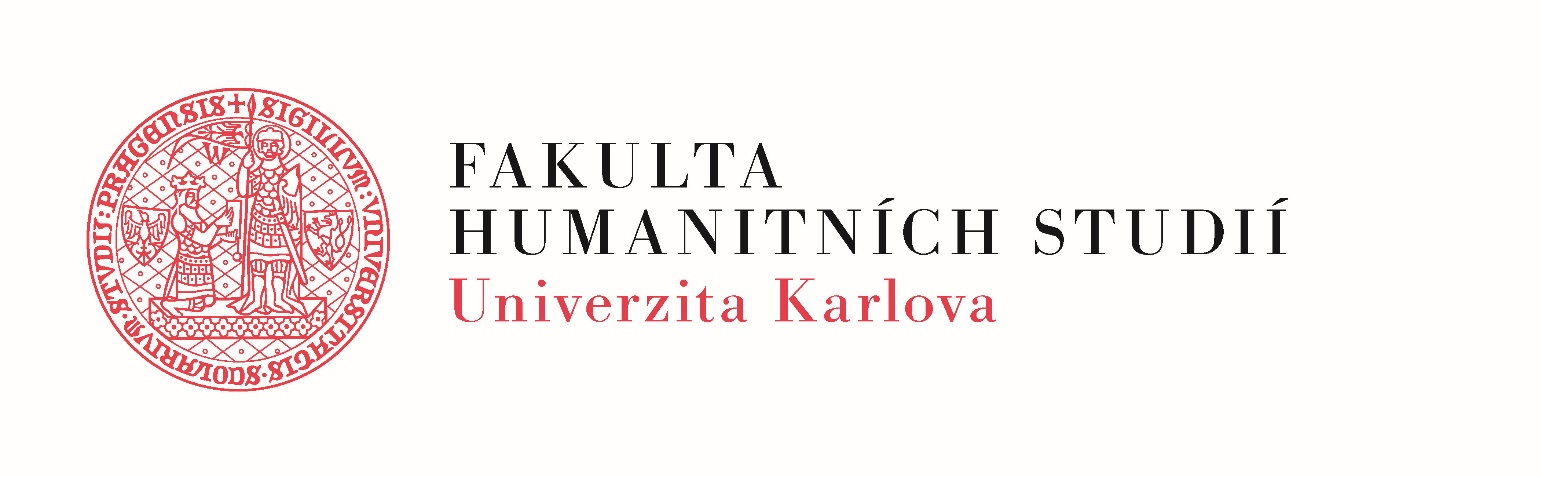 SIGILLVM · VNIVERSITATIS · SCOLARIVM · STVDII · PRAGENSIS
W
FAKULTA
HUMANITNÍCH STUDIÍ
Univerzita Karlova